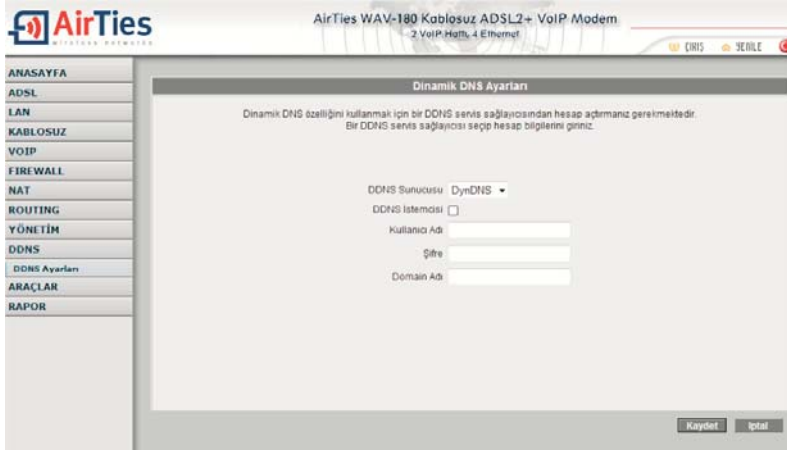 AirTies
wireless networks
AirTies WAV-180 Kablosuz ADSL2+ VoIP Modem
2 VoIP Hattı, 4 Ethernet
ÇIKIŞ YENİLE
ANASAYFA
ADSL
LAN
KABLOSUZ
VOIP
FIREWALL
NAT
ROUTING
YÖNETİM
DDNS
DDNS Ayarları
ARAÇLAR
RAPOR
Dinamik DNS Ayarları
Dinamik DNS özelliğini kullanmak için bir DDNS servis sağlayıcısından hesap açtırmanız gerekmektedir.
Bir DDNS servis sağlayıcısı seçip hesap bilgilerini giriniz.
DDNS Sunucusu DynDNS
DDNS İstemcisi
Kullanıcı Adı
Şifre
Domain Adı
Kaydet İptal